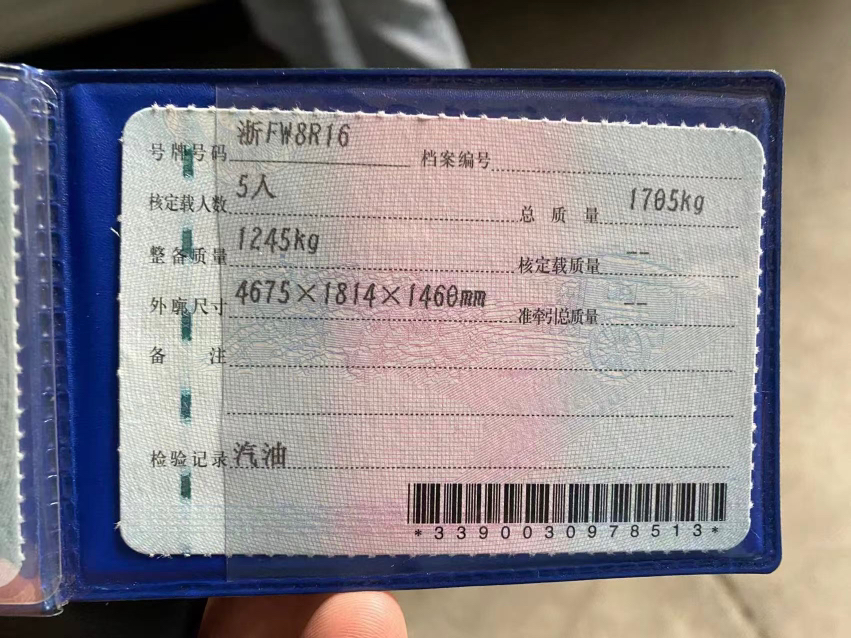 号牌号码 浙FW8R16 档案编号
核定载人数 5人 总质量 1705kg
整备质量 1245kg 核定载质量 --
外廓尺寸 4675×1814×1460mm 准牵引总质量 --
备注
检验记录 汽油
*3390030978513*